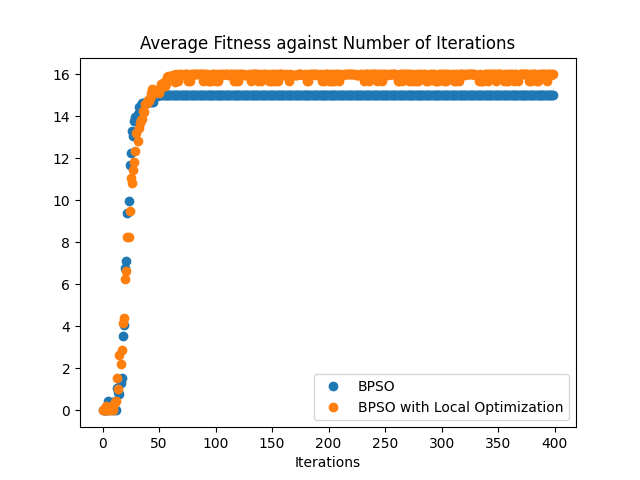 Average Fitness against Number of Iterations
16
14
12
10
8
6
4
2
0
BPSO
BPSO with Local Optimization
0 50 100 150 200 250 300 350 400
Iterations